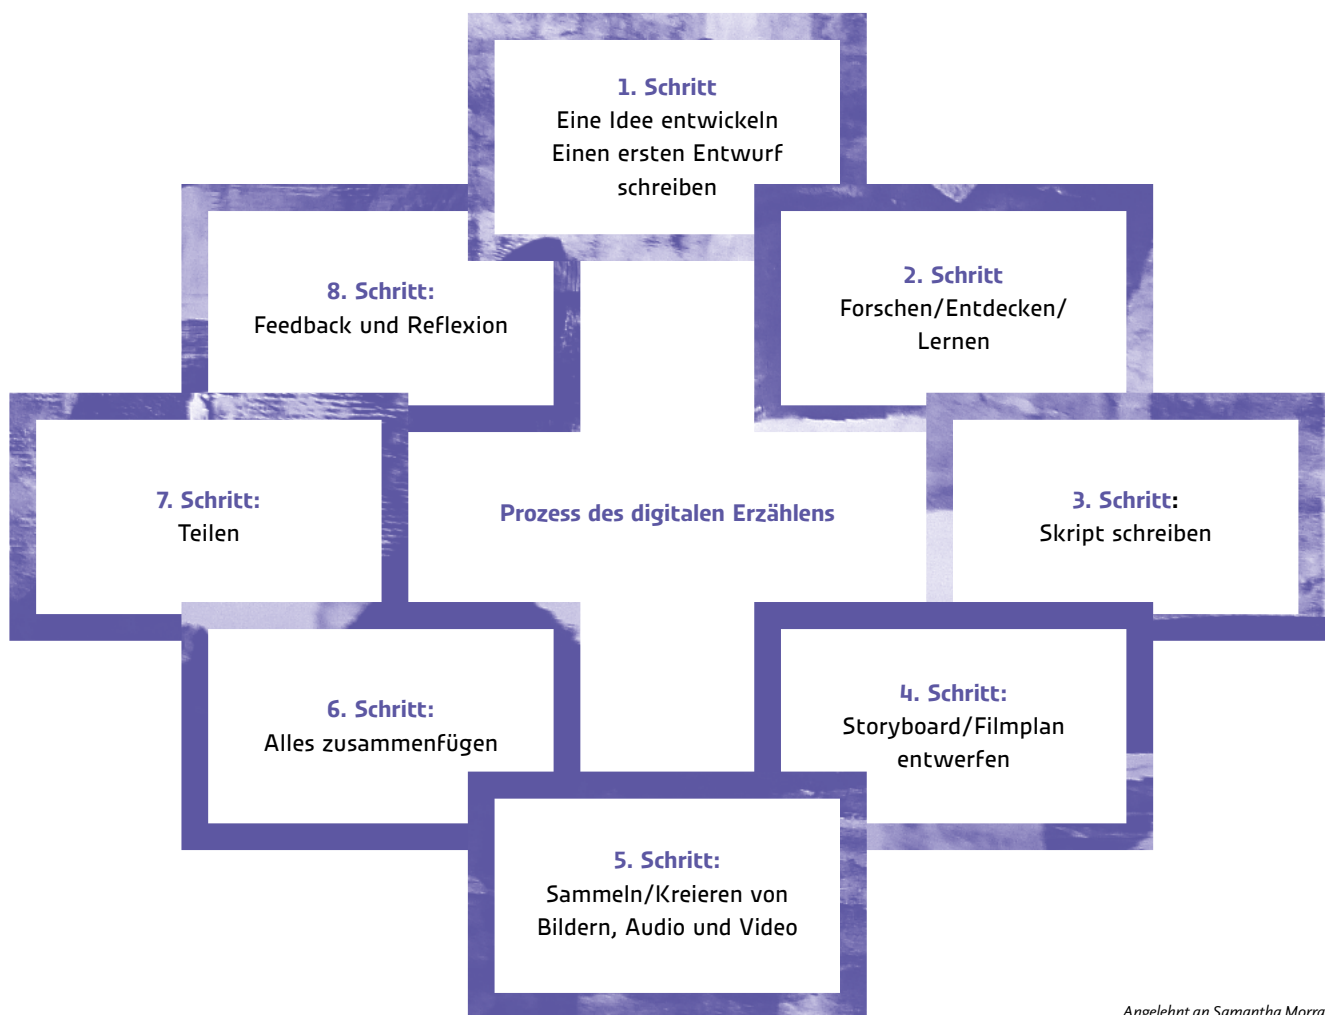 1. Schritt
Eine Idee entwickeln
Einen ersten Entwurf
schreiben
2. Schritt
Forschen/Entdecken/
Lernen
3. Schritt:
Skript schreiben
4. Schritt:
Storyboard/Filmplan
entwerfen
5. Schritt:
Sammeln/Kreieren von
Bildern, Audio und Video
6. Schritt:
Alles zusammenfügen
7. Schritt:
Teilen
8. Schritt:
Feedback und Reflexion
Prozess des digitalen Erzählens
Angelehnt an Samantha Morra